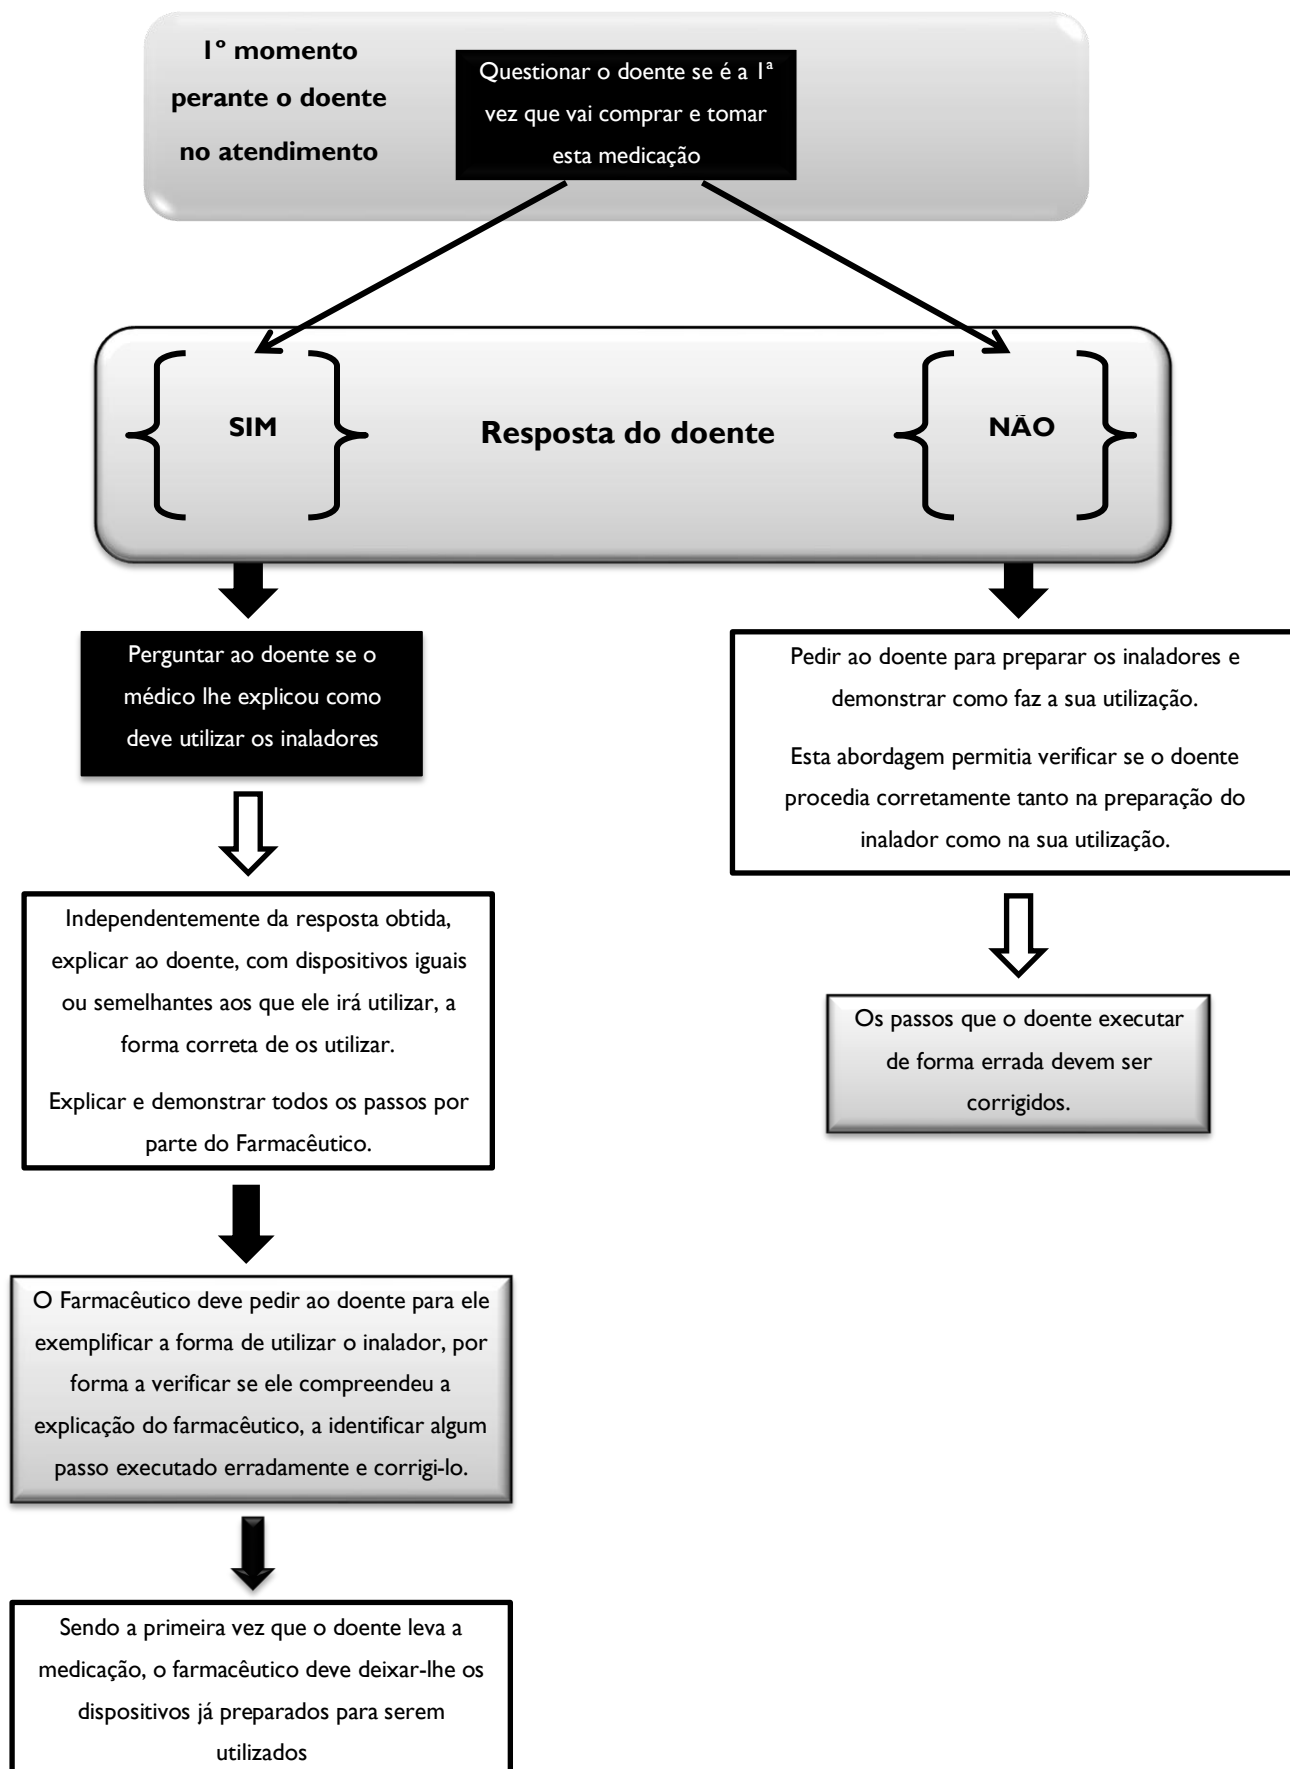 1º momento
perante o doente
no atendimento
Questionar o doente se é a 1ª
vez que vai comprar e tomar
esta medicação
SIM
Resposta do doente
NÃO
Perguntar ao doente se o
médico lhe explicou como
deve utilizar os inaladores
Independentemente da resposta obtida,
explicar ao doente, com dispositivos iguais
ou semelhantes aos que ele irá utilizar, a
forma correta de os utilizar.
Explicar e demonstrar todos os passos por
parte do Farmacêutico.
O Farmacêutico deve pedir ao doente para ele
exemplificar a forma de utilizar o inalador, por
forma a verificar se ele compreendeu a
explicação do farmacêutico, a identificar algum
passo executado erradamente e corrigi-lo.
Sendo a primeira vez que o doente leva a
medicação, o farmacêutico deve deixar-lhe os
dispositivos já preparados para serem
utilizados
Pedir ao doente para preparar os inaladores e
demonstrar como faz a sua utilização.
Esta abordagem permitia verificar se o doente
procedia corretamente tanto na preparação do
inalador como na sua utilização.
Os passos que o doente executar
de forma errada devem ser
corrigidos.